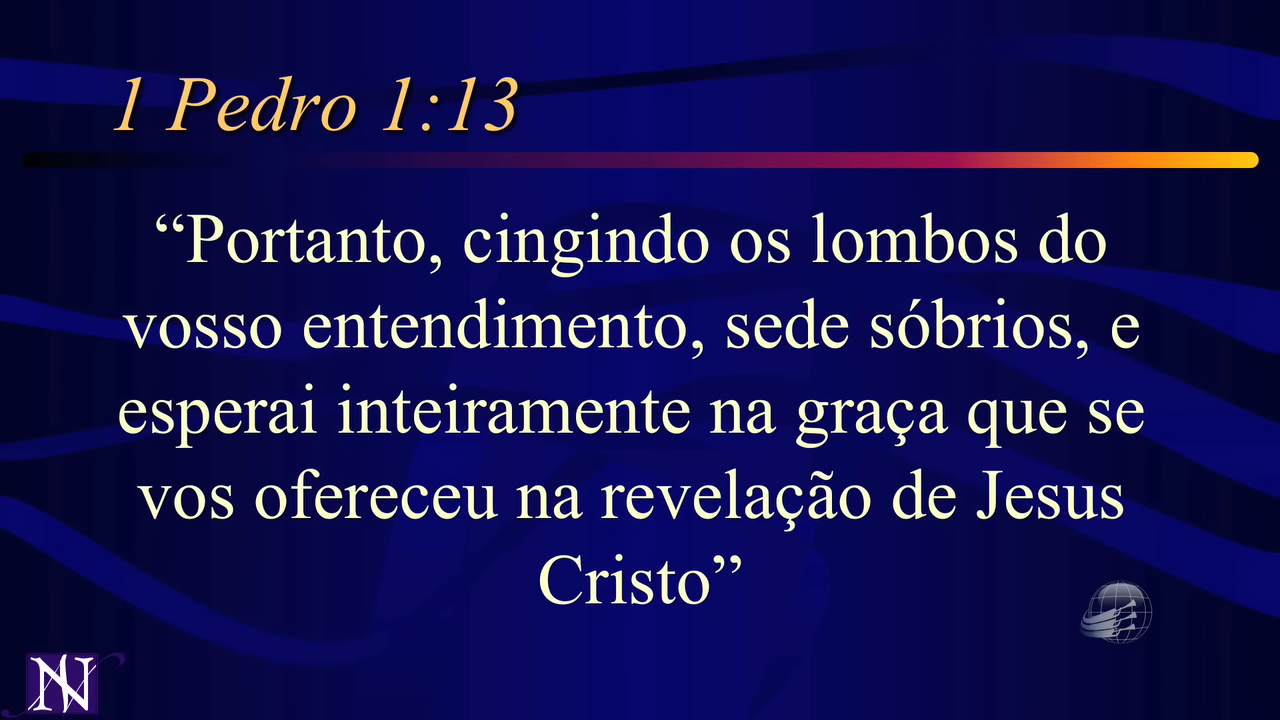 1 Pedro 1:13
“Portanto, cingindo os lombos do
vosso entendimento, sede sóbrios, e
esperai inteiramente na graça que se
vos ofereceu na revelação de Jesus
Cristo”
N